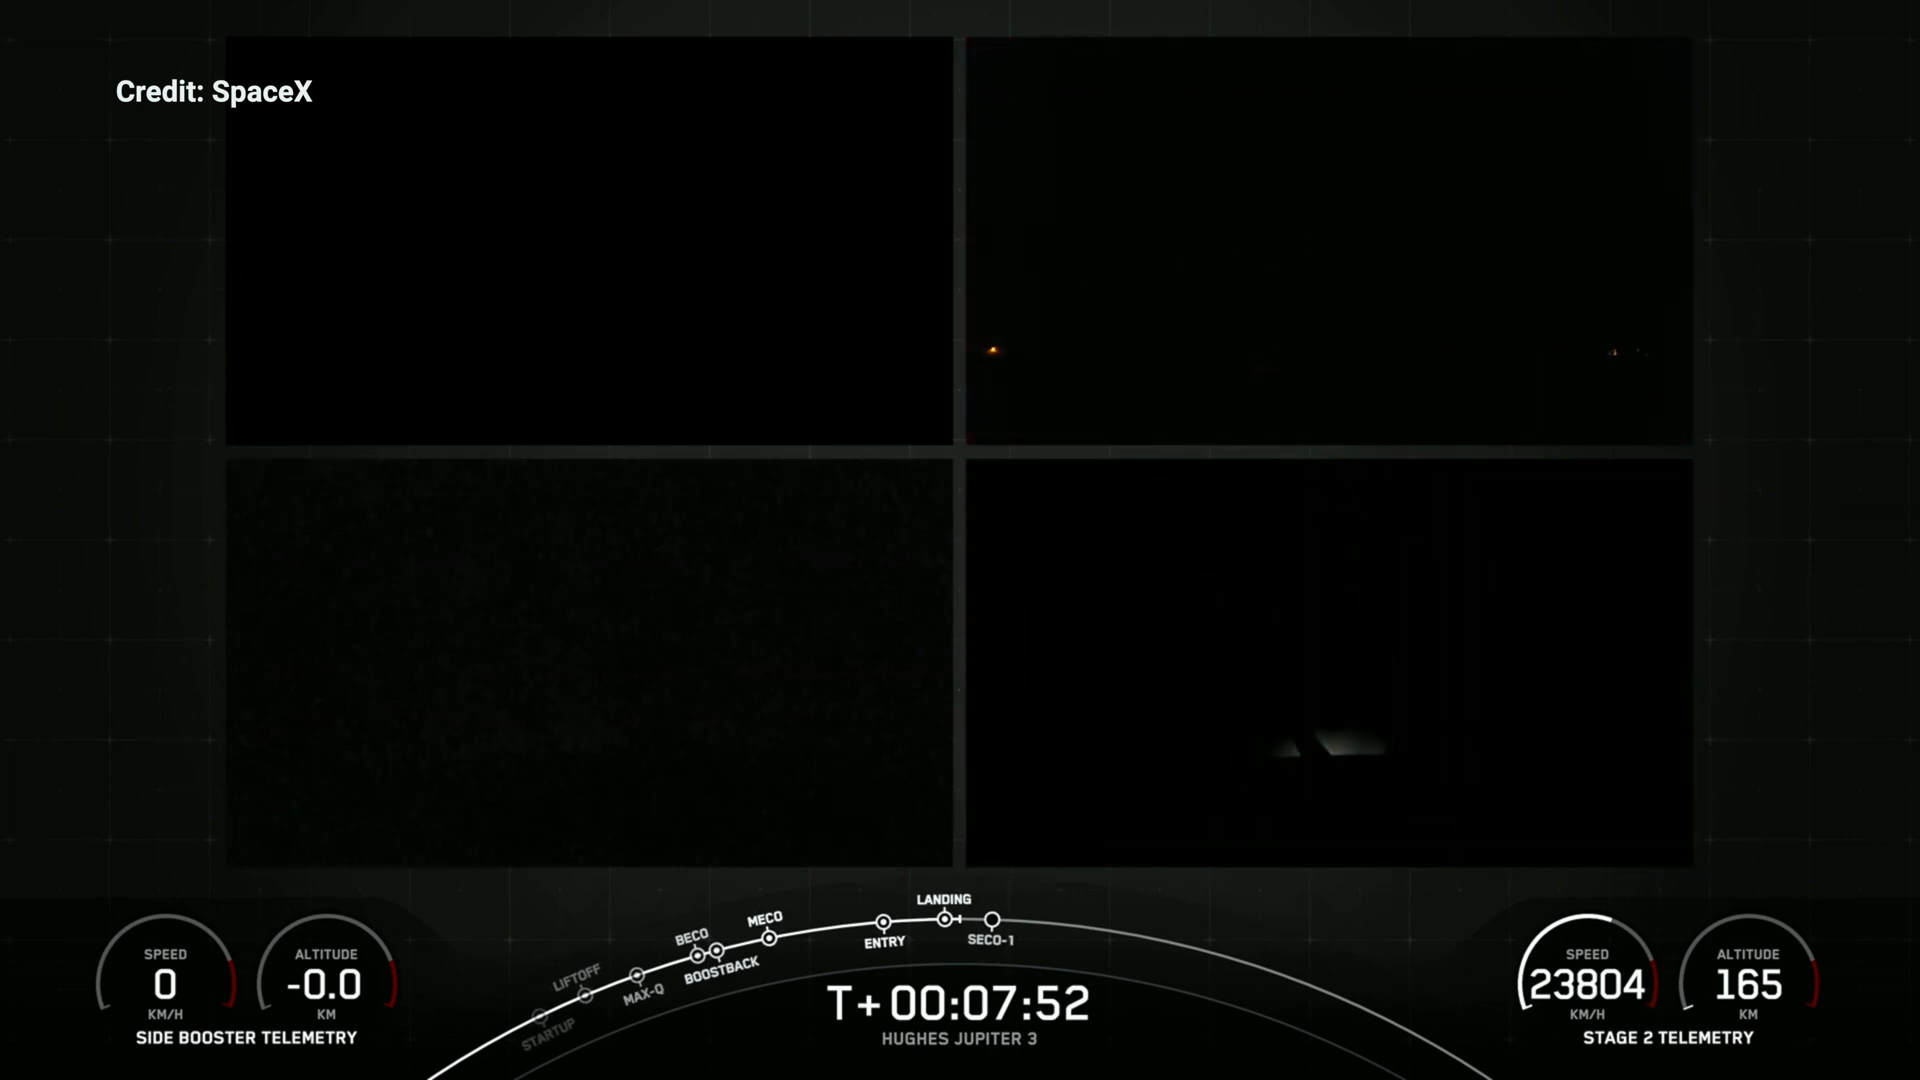 Credit: SpaceX
LANDING
MECO
BECO
ENTRY
SECO-1
BOOSTBACK
LIFTOFF
MAX-Q
STARTUP
SPEED
0
KM/H
ALTITUDE
-0.0
KM
SIDE BOOSTER TELEMETRY
T+00:07:52
HUGHES JUPITER 3
SPEED
23804
KM/H
ALTITUDE
165
KM
STAGE 2 TELEMETRY